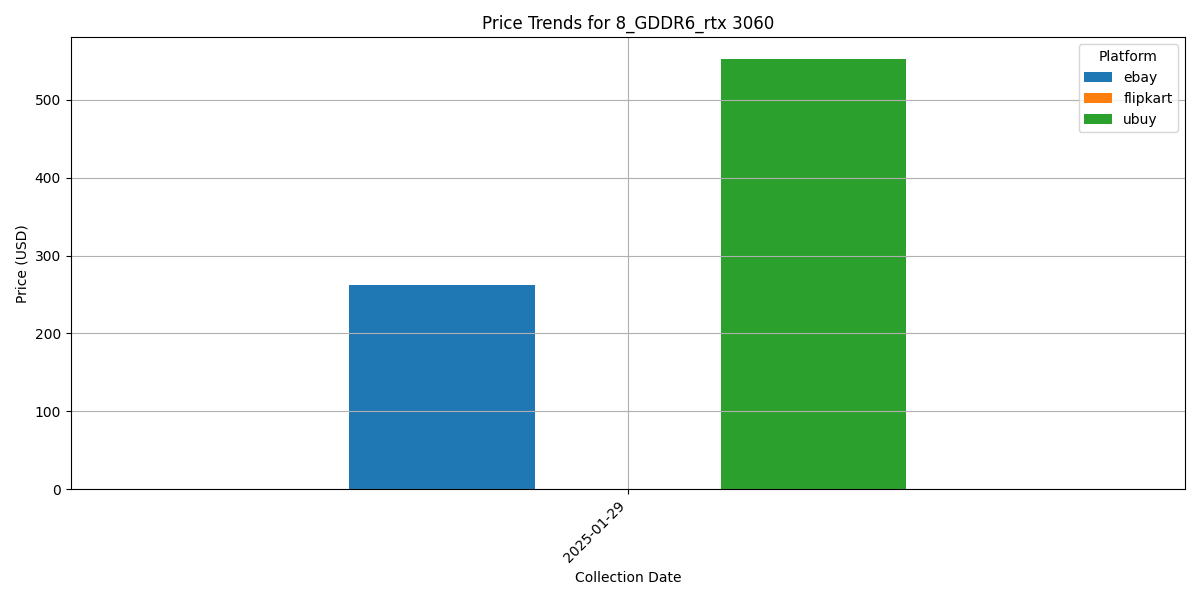 Price Trends for 8_GDDR6_rtx 3060
Platform
ebay
flipkart
ubuy
Price (USD)
500
400
300
200
100
0
2025-01-29
Collection Date